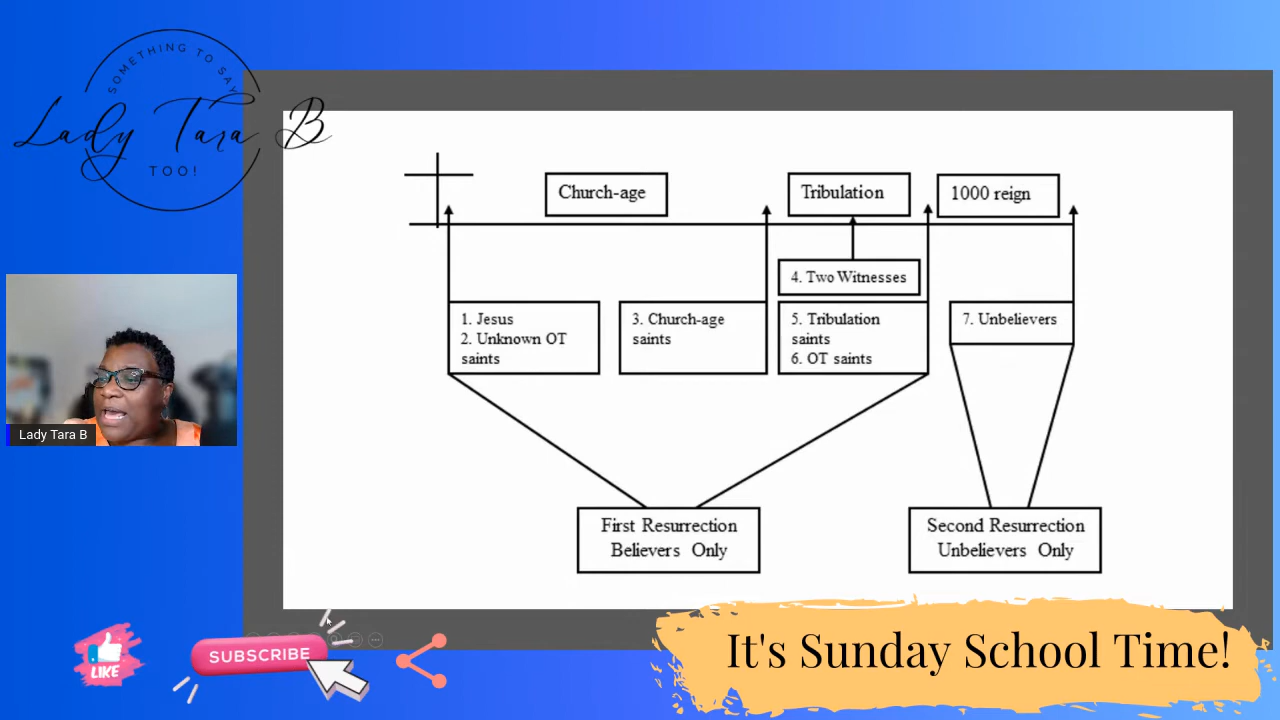 SOMETHING TO SAY
Lady Tara B
TOO!
Church-age
Tribulation
1000 reign
4. Two Witnesses
1. Jesus
2. Unknown OT
saints
3. Church-age
saints
5. Tribulation
saints
6. OT saints
7. Unbelievers
Lady Tara B
First Resurrection
Believers Only
Second Resurrection
Unbelievers Only
LIKE
SUBSCRIBE
It's Sunday School Time!